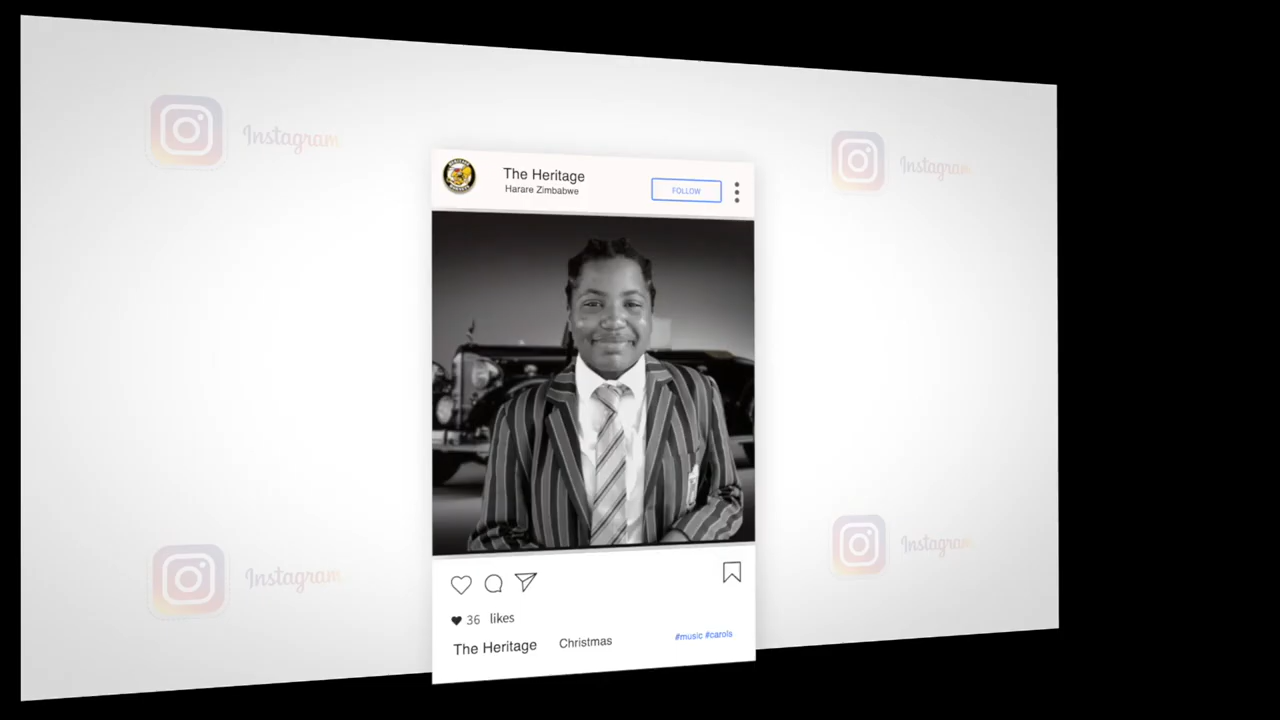 Instagram
Instagram
The Heritage
Harare Zimbabwe
FOLLOW
36 likes
The Heritage Christmas #music #carols
Instagram
Instagram